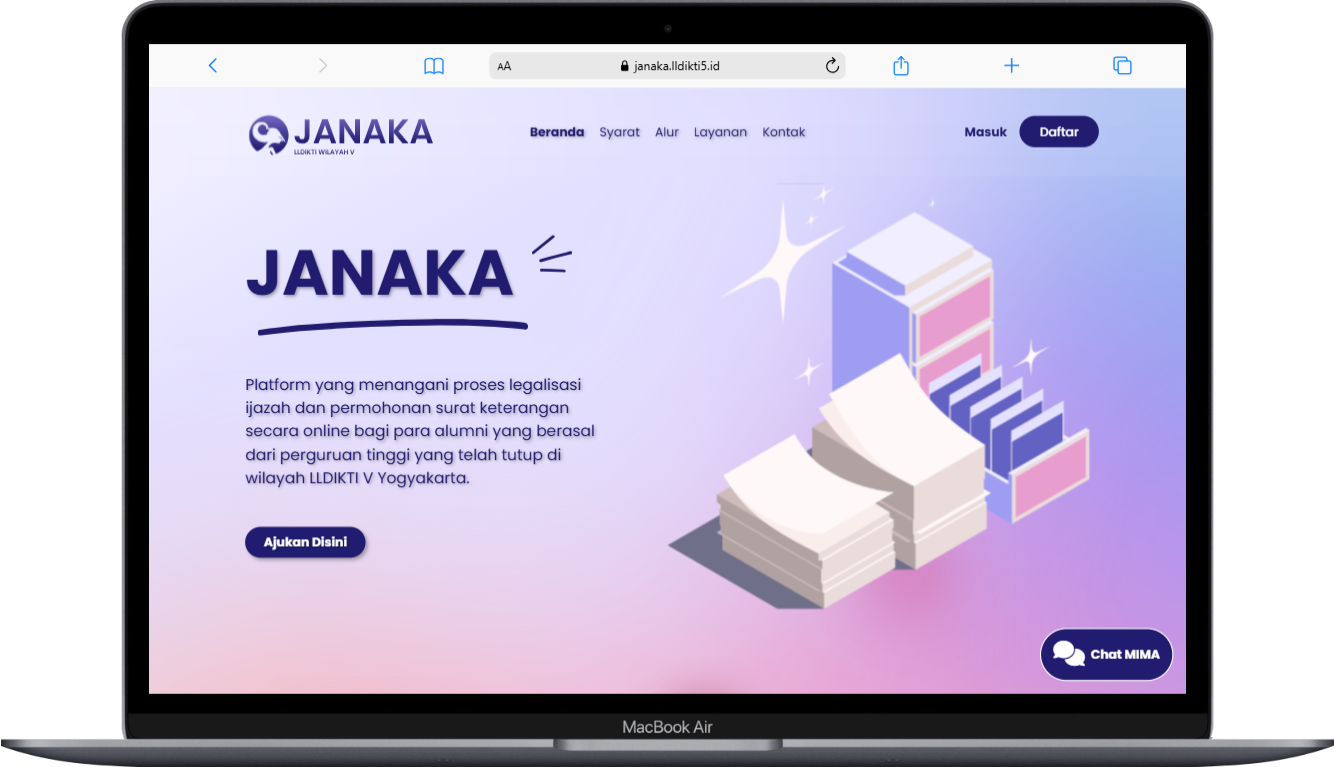 AA
janaka.lldikti5.id
JANAKA
LLDIKTI WILAYAH V
Beranda
Syarat
Alur
Layanan
Kontak
Masuk
Daftar
JANAKA
Platform yang menangani proses legalisasi
ijazah dan permohonan surat keterangan
secara online bagi para alumni yang berasal
dari perguruan tinggi yang telah tutup di
wilayah LLDIKTI V Yogyakarta.
Ajukan Disini
Chat MIMA
MacBook Air